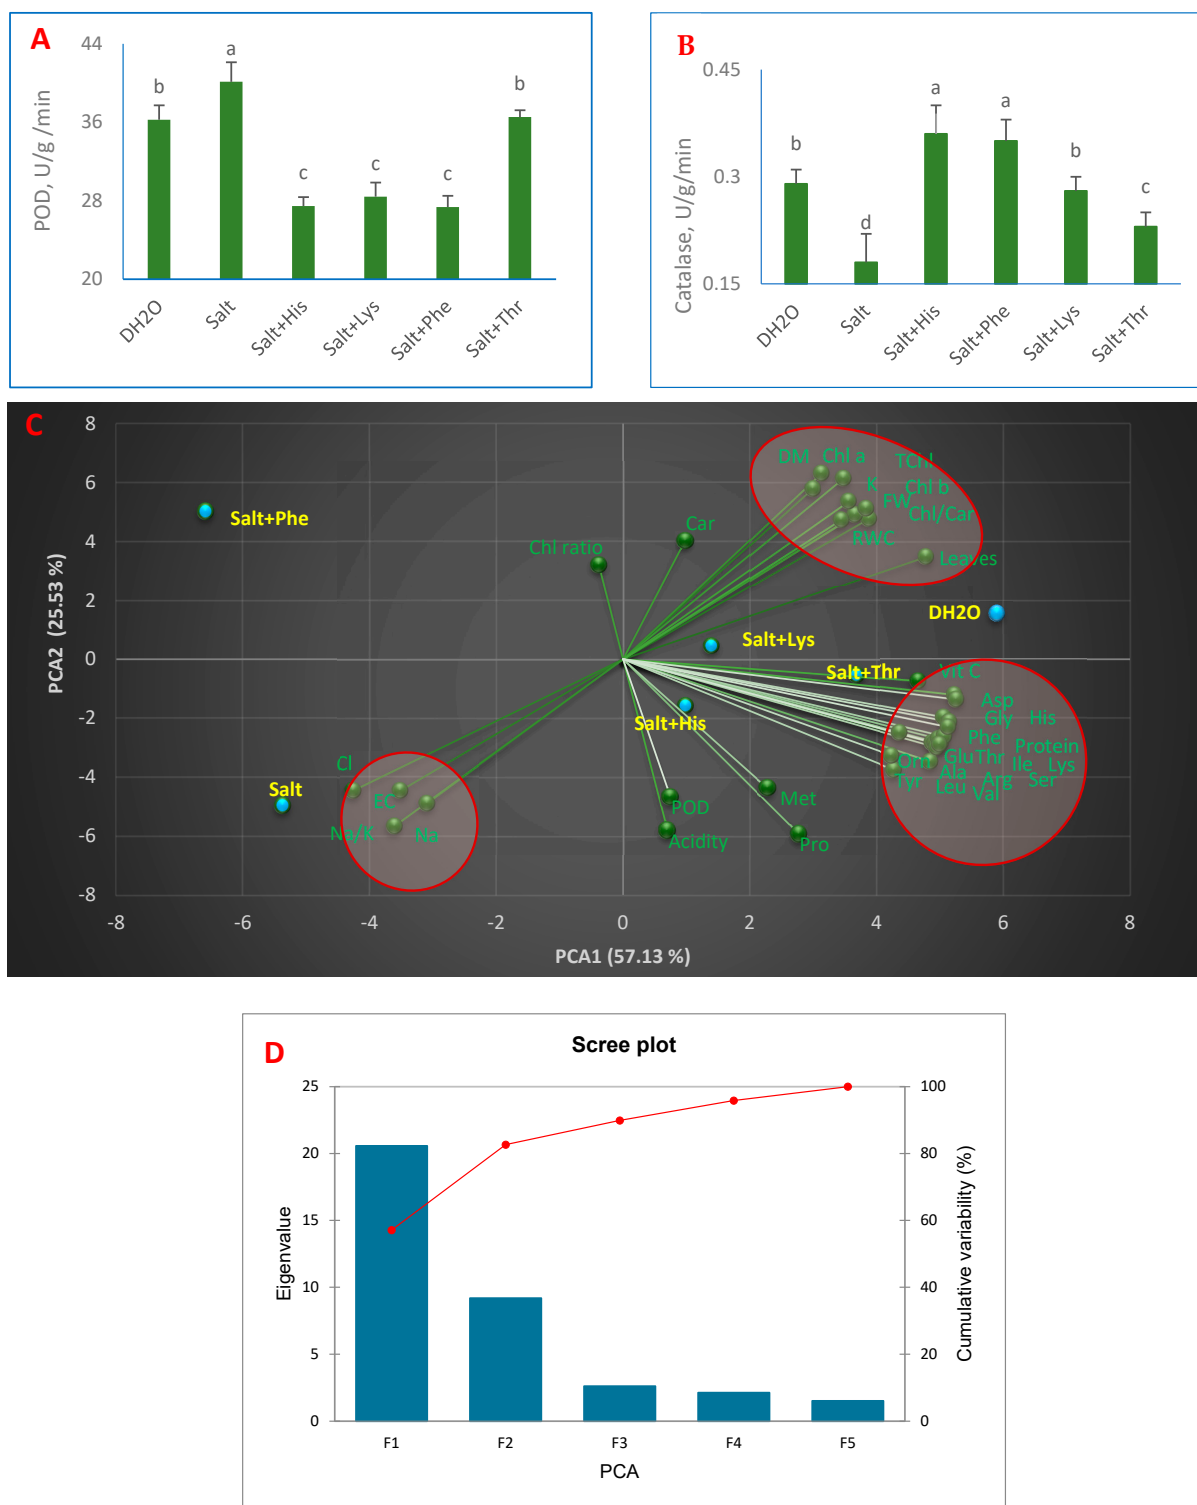 A
POD, U/g /min
44
36
28
20
b
a
c
c
c
b
DH2O
Salt
Salt+His
Salt+Lys
Salt+Phe
Salt+Thr
B
Catalase, U/g/min
0.45
0.3
0.15
b
d
a
a
b
c
DH2O
Salt
Salt+His
Salt+Phe
Salt+Lys
Salt+Thr
C
PCA2 (25.53 %)
8
6
4
2
0
-2
-4
-6
-8
DM Chl a TChl
K Chl b
FW
Chl/Car
RWC
Leaves
Salt+Phe
Car
Chl ratio
DH2O
Salt+Lys
Salt+Thr
Vit C
Salt+His
Asp
Gly His
Phe Protein
Orn Glu Thr Ile Lys
Tyr Ala Arg Ser
Leu Val
Cl
Salt
EC
Na/K Na
POD
Met
Acidity
Pro
-8 -6 -4 -2 0 2 4 6 8
PCA1 (57.13 %)
D
Scree plot
Eigenvalue
25
20
15
10
5
0
100
80
60
40
20
0
Cumulative variability (%)
F1 F2 F3 F4 F5
PCA